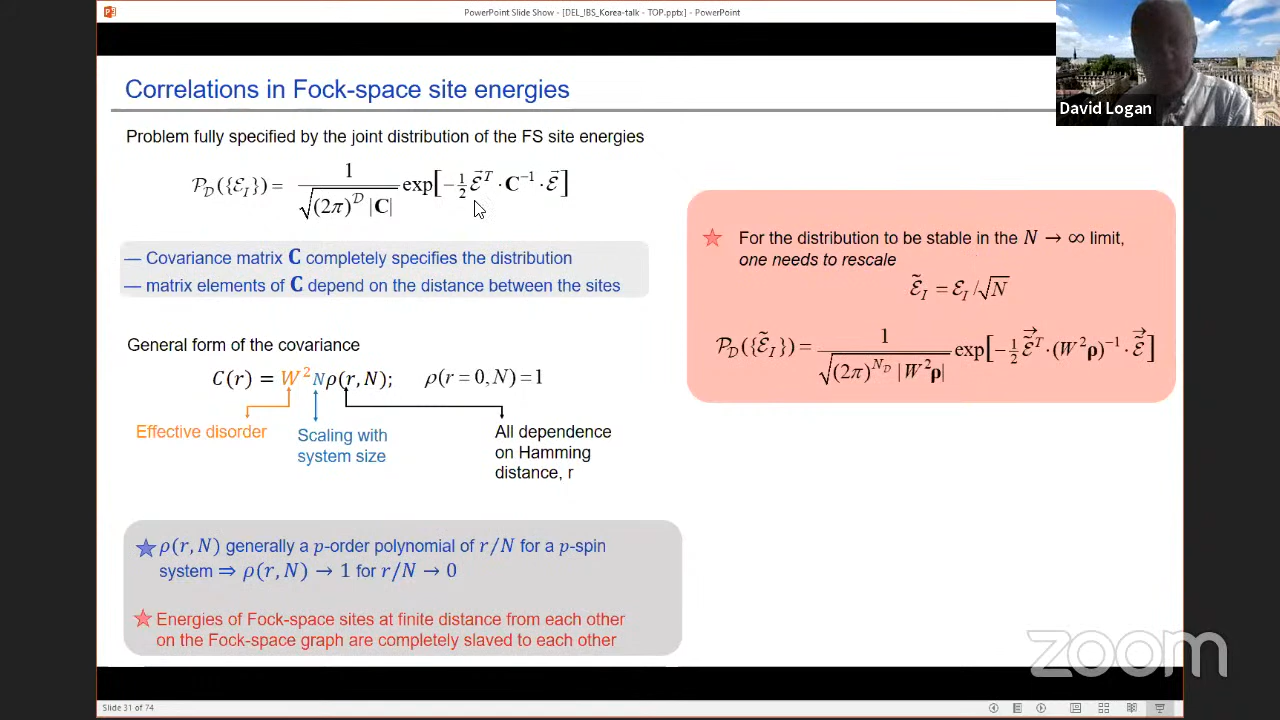 PowerPoint Slide Show - [DEL_IBS_Korea-talk - TOP.pptx] - PowerPoint
David Logan
Correlations in Fock-space site energies
Problem fully specified by the joint distribution of the FS site energies
𝒫_𝒟({ℰ_I}) = 1 / √((2π)^𝒟 |𝐂|) exp[−½ ℰ⃗^T · 𝐂^−1 · ℰ⃗]
— Covariance matrix 𝐂 completely specifies the distribution
— matrix elements of 𝐂 depend on the distance between the sites
General form of the covariance
C(r) = W²Nρ(r, N); ρ(r = 0, N) = 1
Effective disorder
Scaling with
system size
All dependence
on Hamming
distance, r
ρ(r, N) generally a p-order polynomial of r/N for a p-spin
system ⇒ ρ(r, N) → 1 for r/N → 0
Energies of Fock-space sites at finite distance from each other
on the Fock-space graph are completely slaved to each other
For the distribution to be stable in the N → ∞ limit,
one needs to rescale
ℰ̃_I = ℰ_I /√N
𝒫_𝒟({ℰ̃_I}) = 1 / √((2π)^N_D |W²𝛒|) exp[−½ ℰ̃⃗^T · (W²𝛒)^−1 · ℰ̃⃗]
zoom
Slide 31 of 74